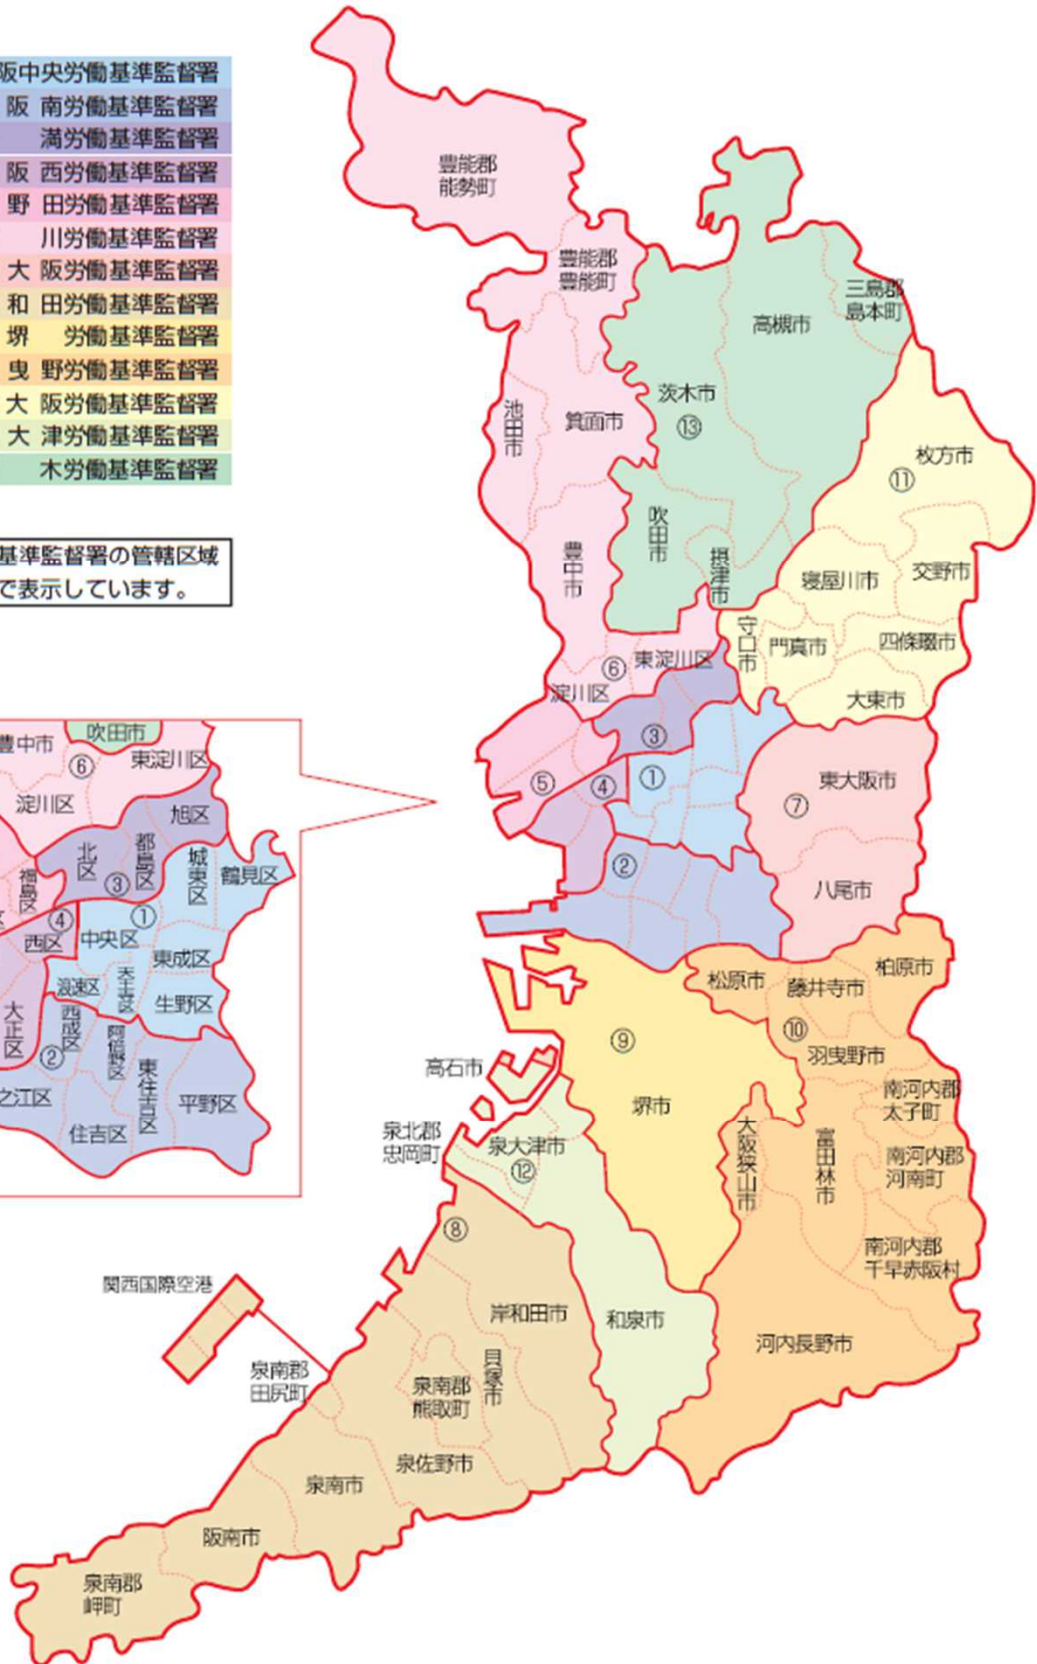 阪中央労働基準監督署
阪 南労働基準監督署
満労働基準監督署
阪 西労働基準監督署
野 田労働基準監督署
川労働基準監督署
大 阪労働基準監督署
和 田労働基準監督署
堺 労働基準監督署
曳 野労働基準監督署
大 阪労働基準監督署
大 津労働基準監督署
木労働基準監督署
基準監督署の管轄区域
で表示しています。
豊能郡
能勢町
豊能郡
豊能町
三島郡
島本町
高槻市
茨木市
⑬
池田市
箕面市
枚方市
⑪
吹田市
豊中市
摂津市
寝屋川市
交野市
守口市
門真市
四條畷市
大東市
⑥
東淀川区
淀川区
③
①
⑤
④
②
東大阪市
⑦
八尾市
豊中市
吹田市
⑥
東淀川区
淀川区
旭区
北区
都島区
③
城東区
鶴見区
福島区
区
④
①
西区
中央区
東成区
浪速区
天王寺区
生野区
大正区
西成区
②
阿倍野区
東住吉区
平野区
之江区
住吉区
松原市
藤井寺市
柏原市
⑩
羽曳野市
⑨
堺市
高石市
泉北郡
忠岡町
泉大津市
⑫
大阪狭山市
富田林市
南河内郡
太子町
南河内郡
河南町
南河内郡
千早赤阪村
河内長野市
和泉市
⑧
岸和田市
貝塚市
関西国際空港
泉南郡
田尻町
泉南郡
熊取町
泉佐野市
泉南市
阪南市
泉南郡
岬町